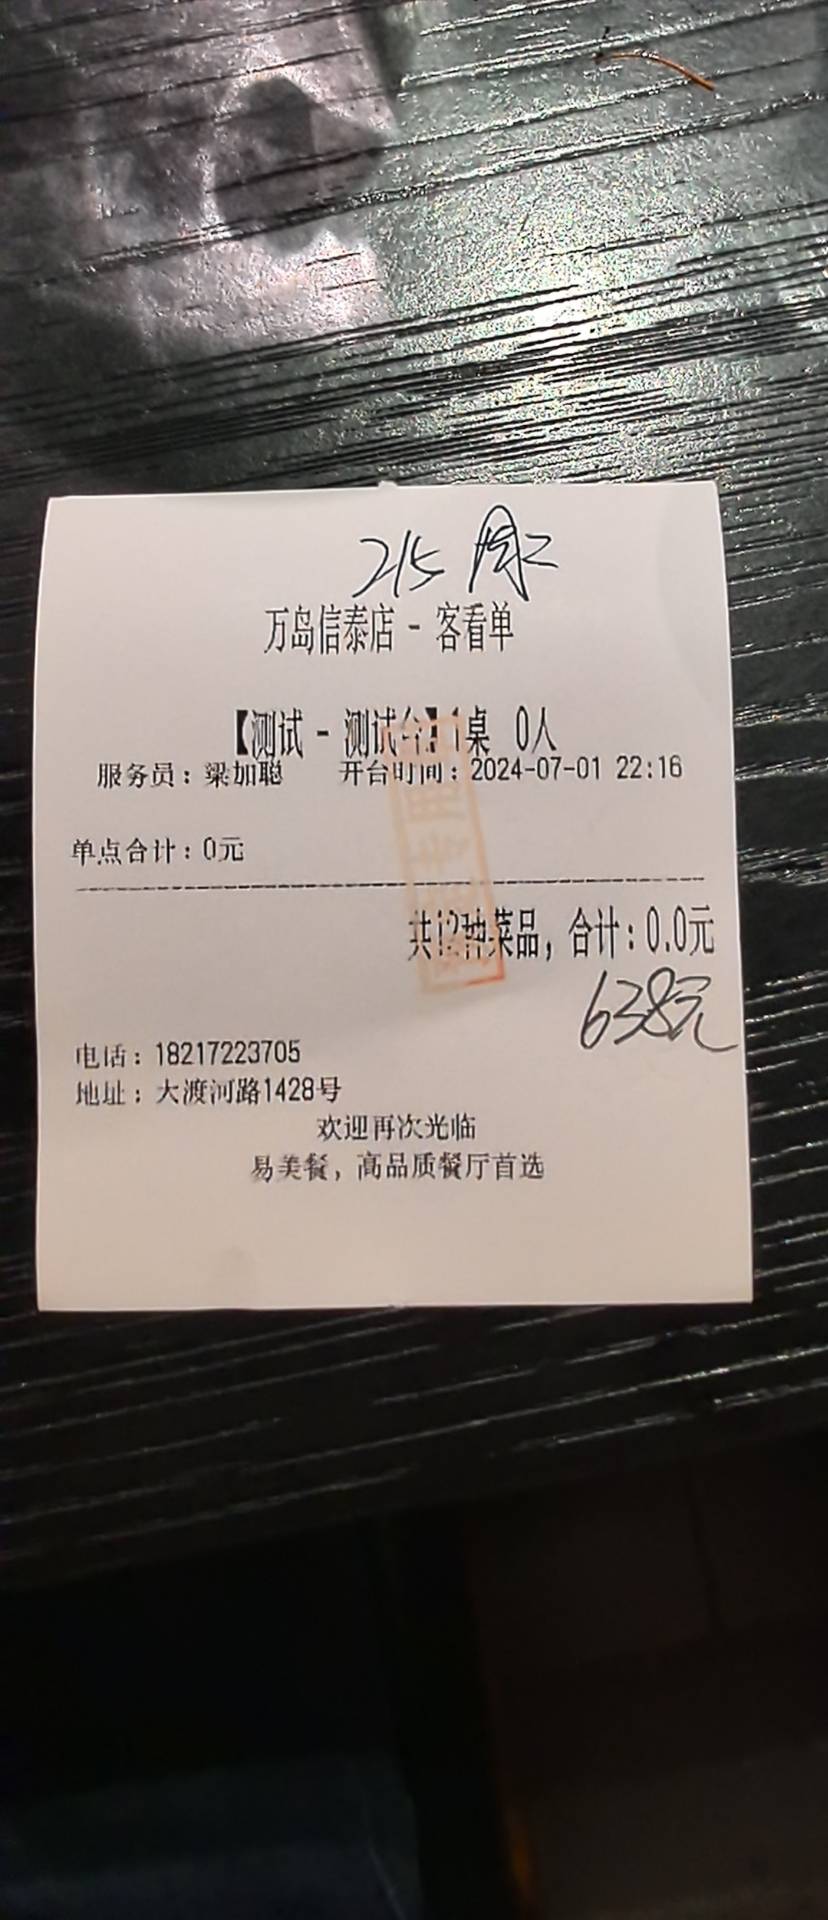 215
万岛信泰店 - 客看单
【测试 - 测试台】1桌 0人
服务员：梁加聪 开台时间：2024-07-01 22:16
单点合计：0元
共12种菜品，合计：0.0元
638元
电话：18217223705
地址：大渡河路1428号
欢迎再次光临
易美餐，高品质餐厅首选